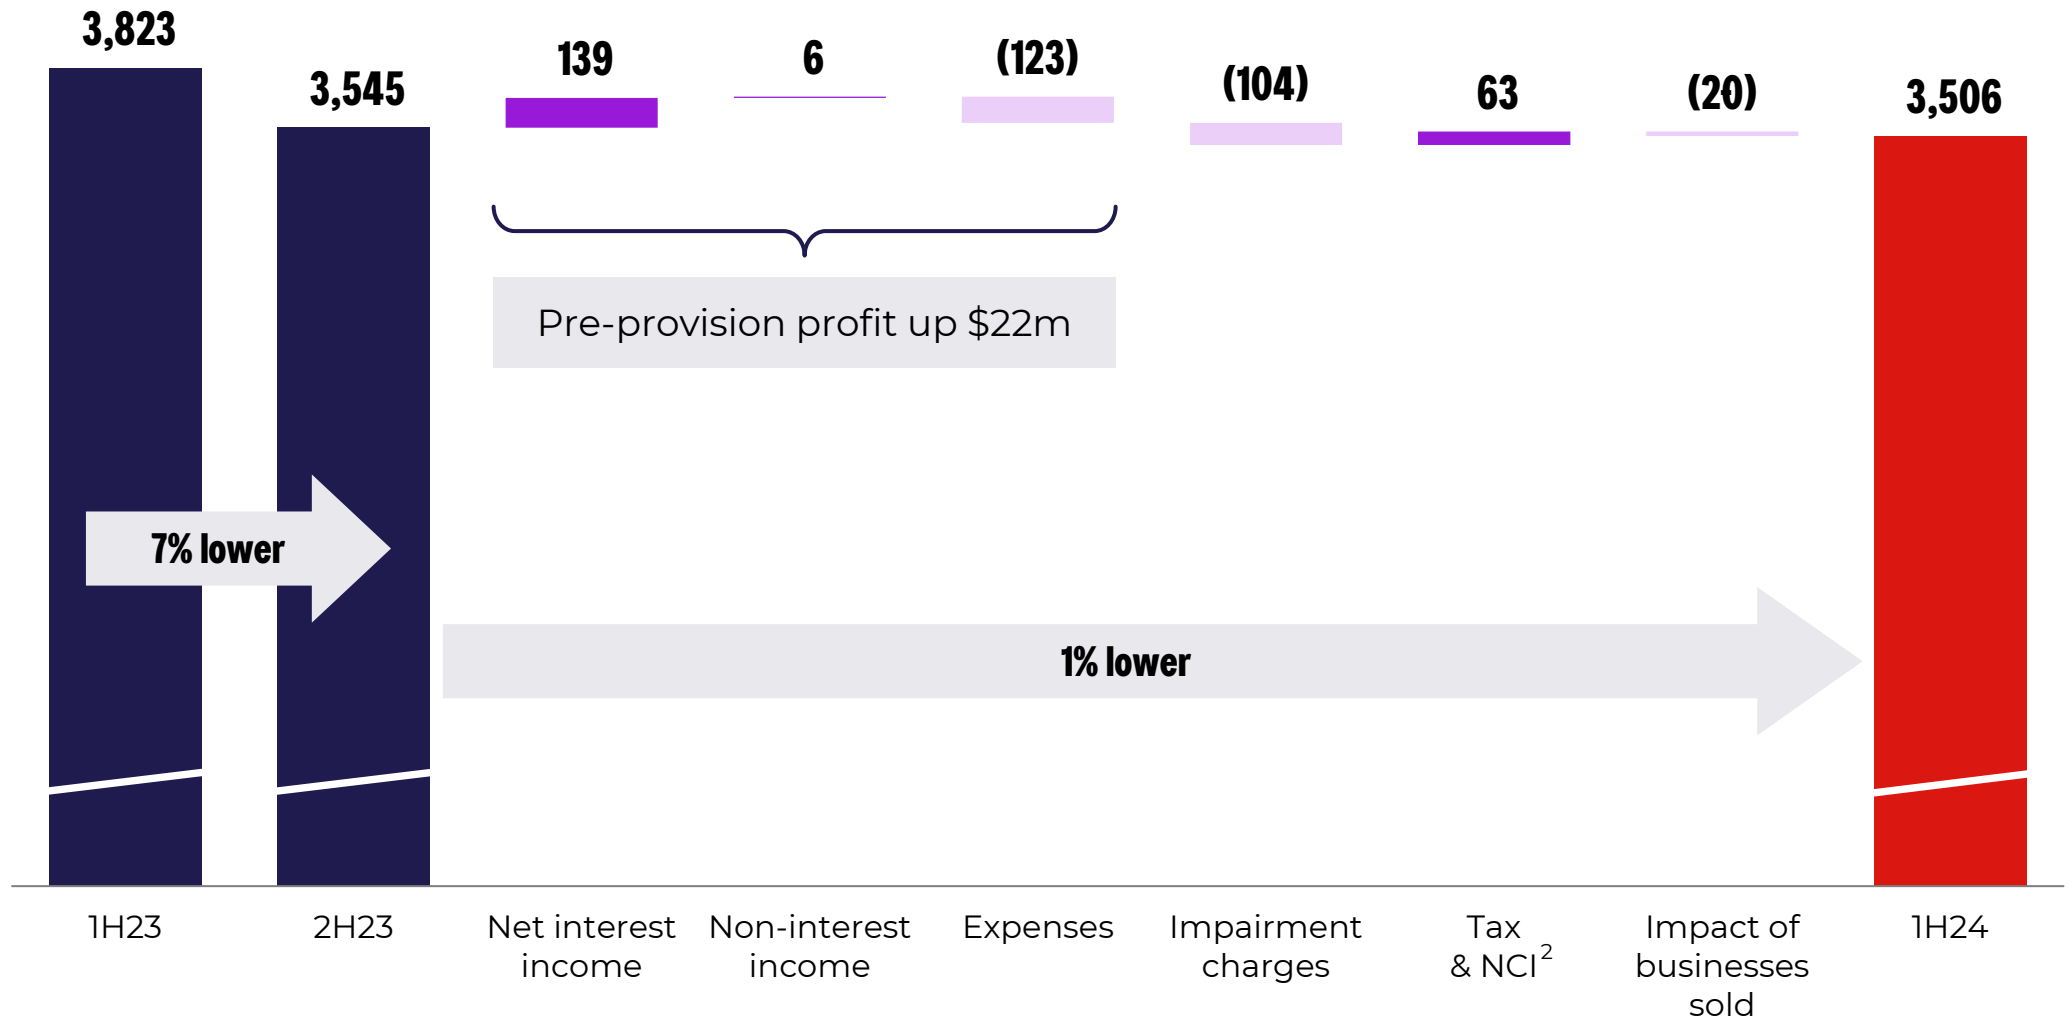 3,823
3,545
139
6
(123)
(104)
63
(20)
3,506
Pre-provision profit up $22m
7% lower
1% lower
1H23
2H23
Net interest
income
Non-interest
income
Expenses
Impairment
charges
Tax
& NCI²
Impact of
businesses
sold
1H24